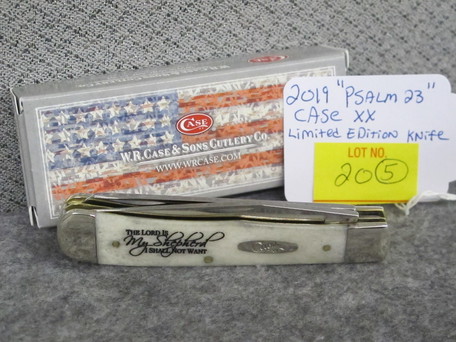 CASE
W.R. CASE & SONS CUTLERY CO.
WWW.WRCASE.COM
2019 "PSALM 23"
CASE XX
Limited Edition Knife
LOT NO.
20 5
THE LORD IS
My Shepherd
I SHALL NOT WANT